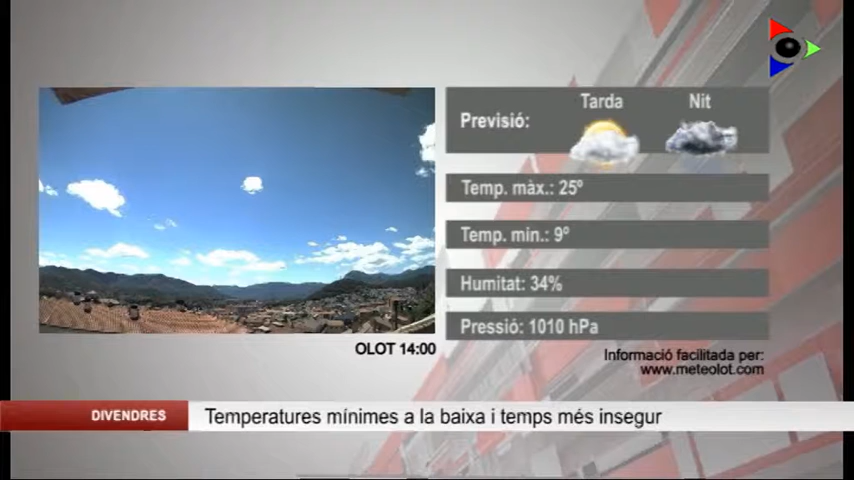 Tarda Nit
Previsió:
Temp. màx.: 25º
Temp. min.: 9º
Humitat: 34%
Pressió: 1010 hPa
OLOT 14:00
Informació facilitada per:
www.meteolot.com
DIVENDRES Temperatures mínimes a la baixa i temps més insegur